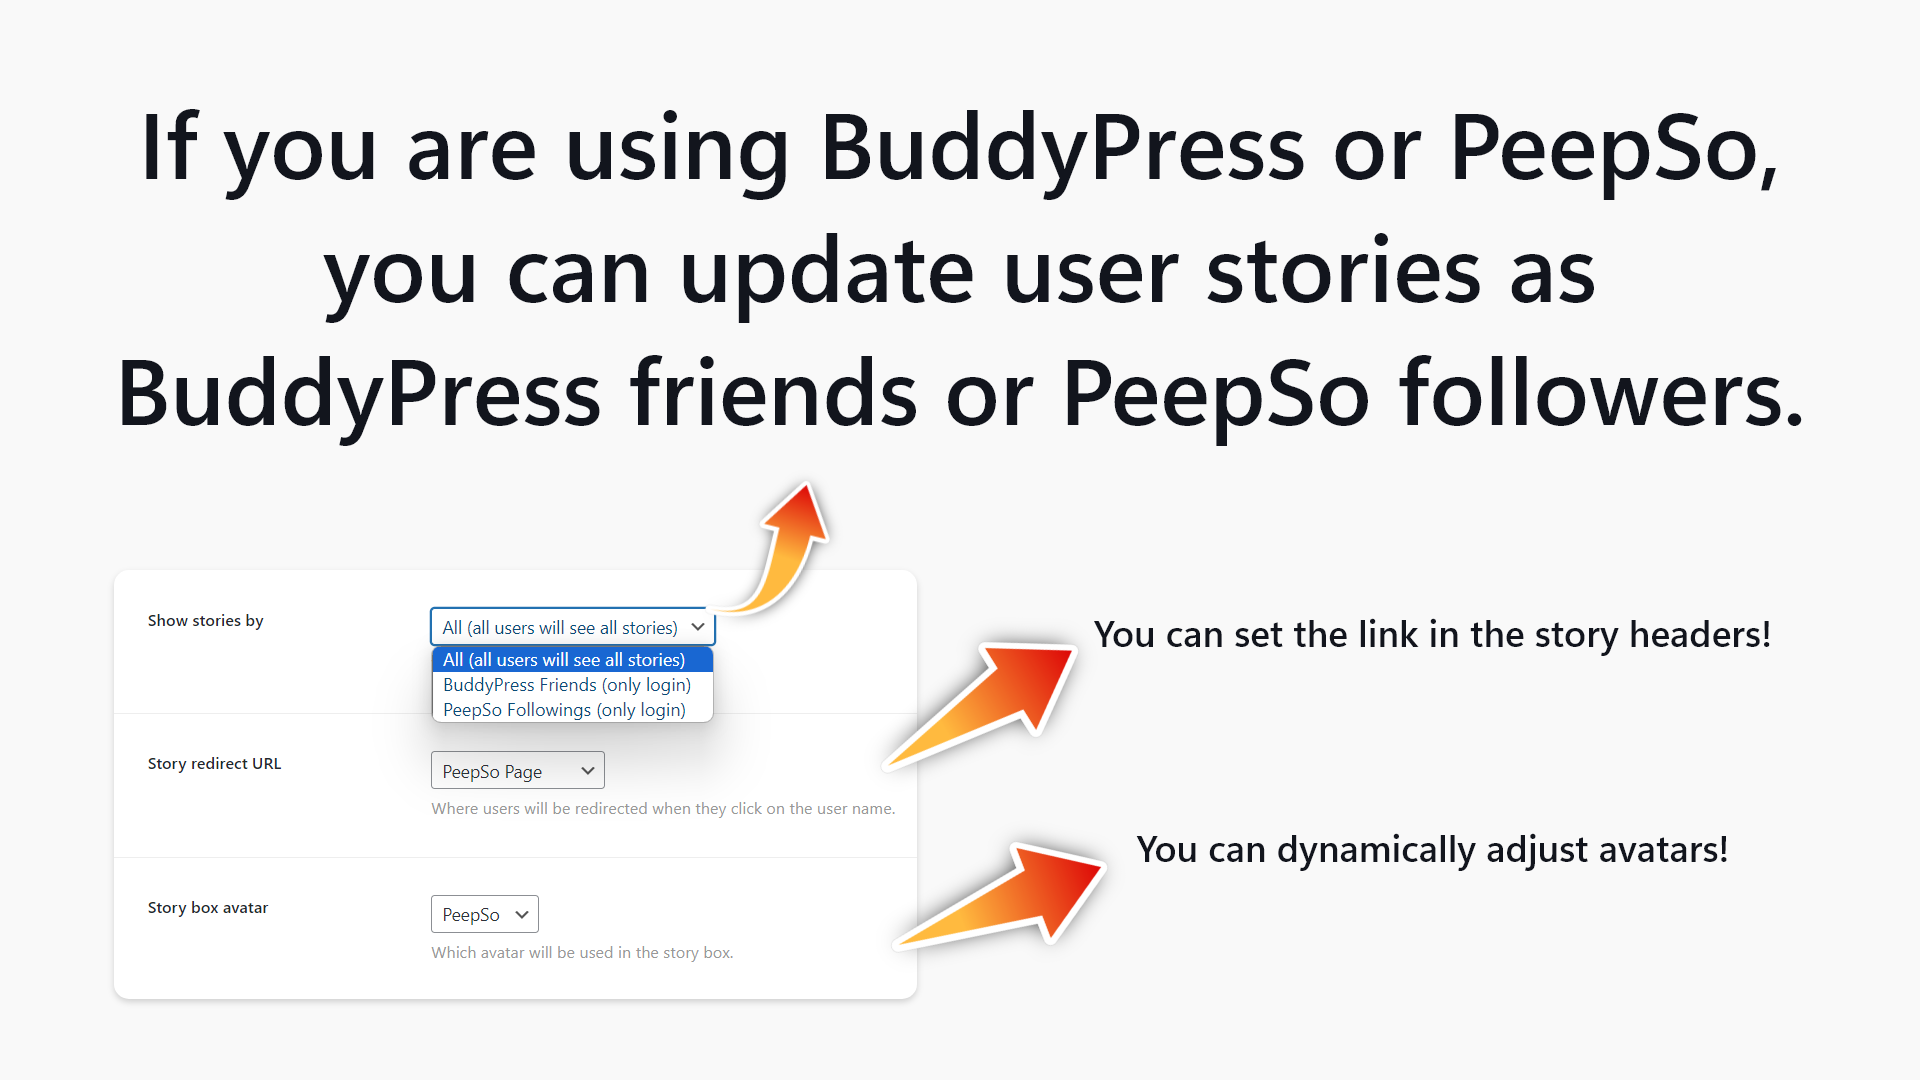 If you are using BuddyPress or PeepSo,
you can update user stories as
BuddyPress friends or PeepSo followers.
Show stories by
All (all users will see all stories)
All (all users will see all stories)
BuddyPress Friends (only login)
PeepSo Followings (only login)
You can set the link in the story headers!
Story redirect URL
PeepSo Page
Where users will be redirected when they click on the user name.
You can dynamically adjust avatars!
Story box avatar
PeepSo
Which avatar will be used in the story box.